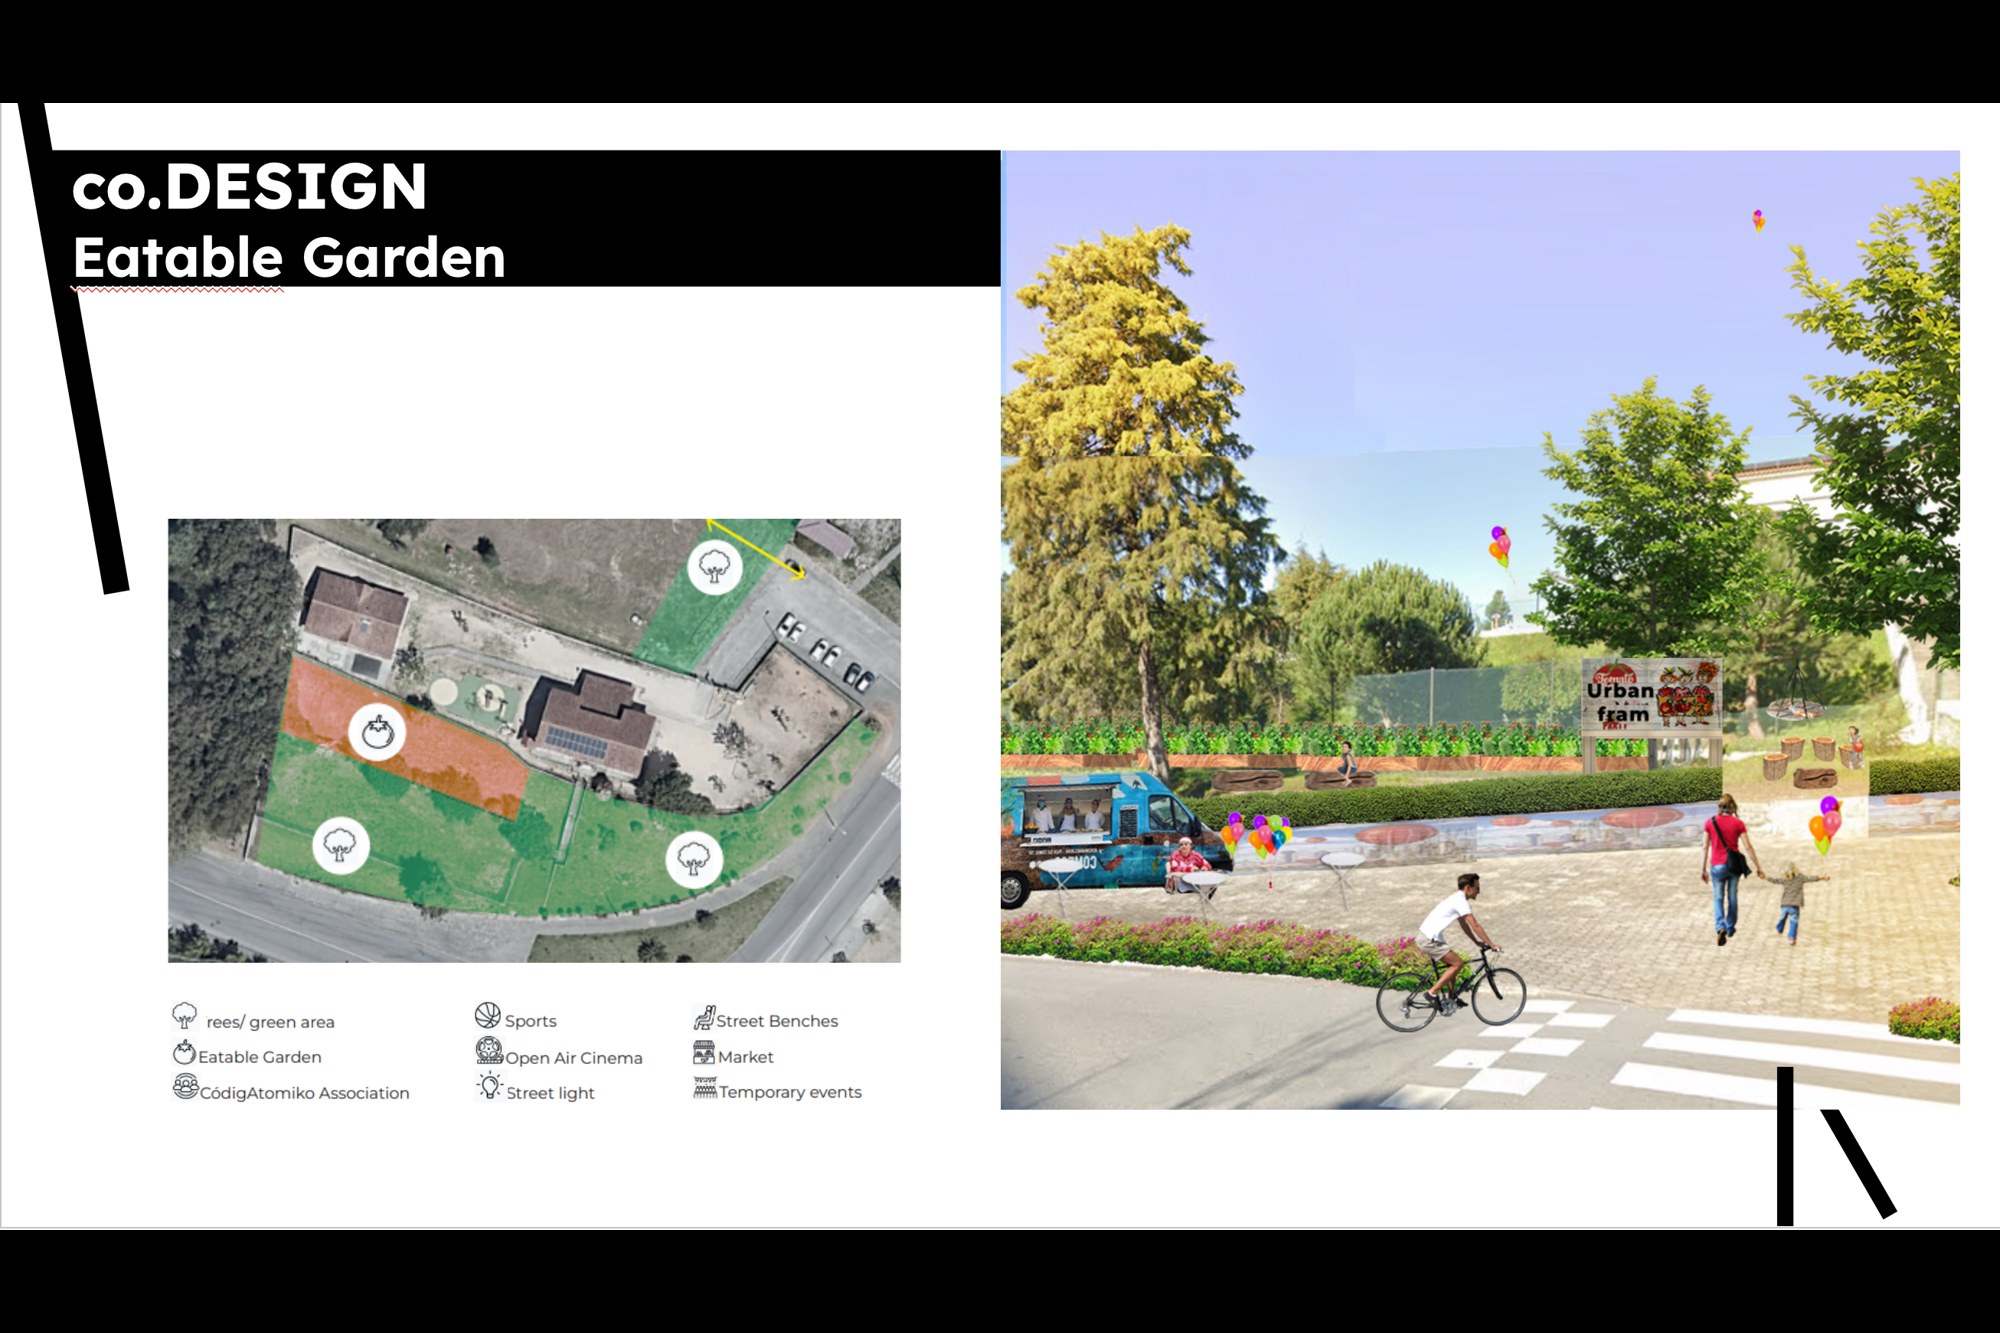 co.DESIGN
Eatable Garden
rees/ green area
Eatable Garden
CódigAtomiko Association
Sports
Open Air Cinema
Street light
Street Benches
Market
Temporary events
Tomato
Urban
fram